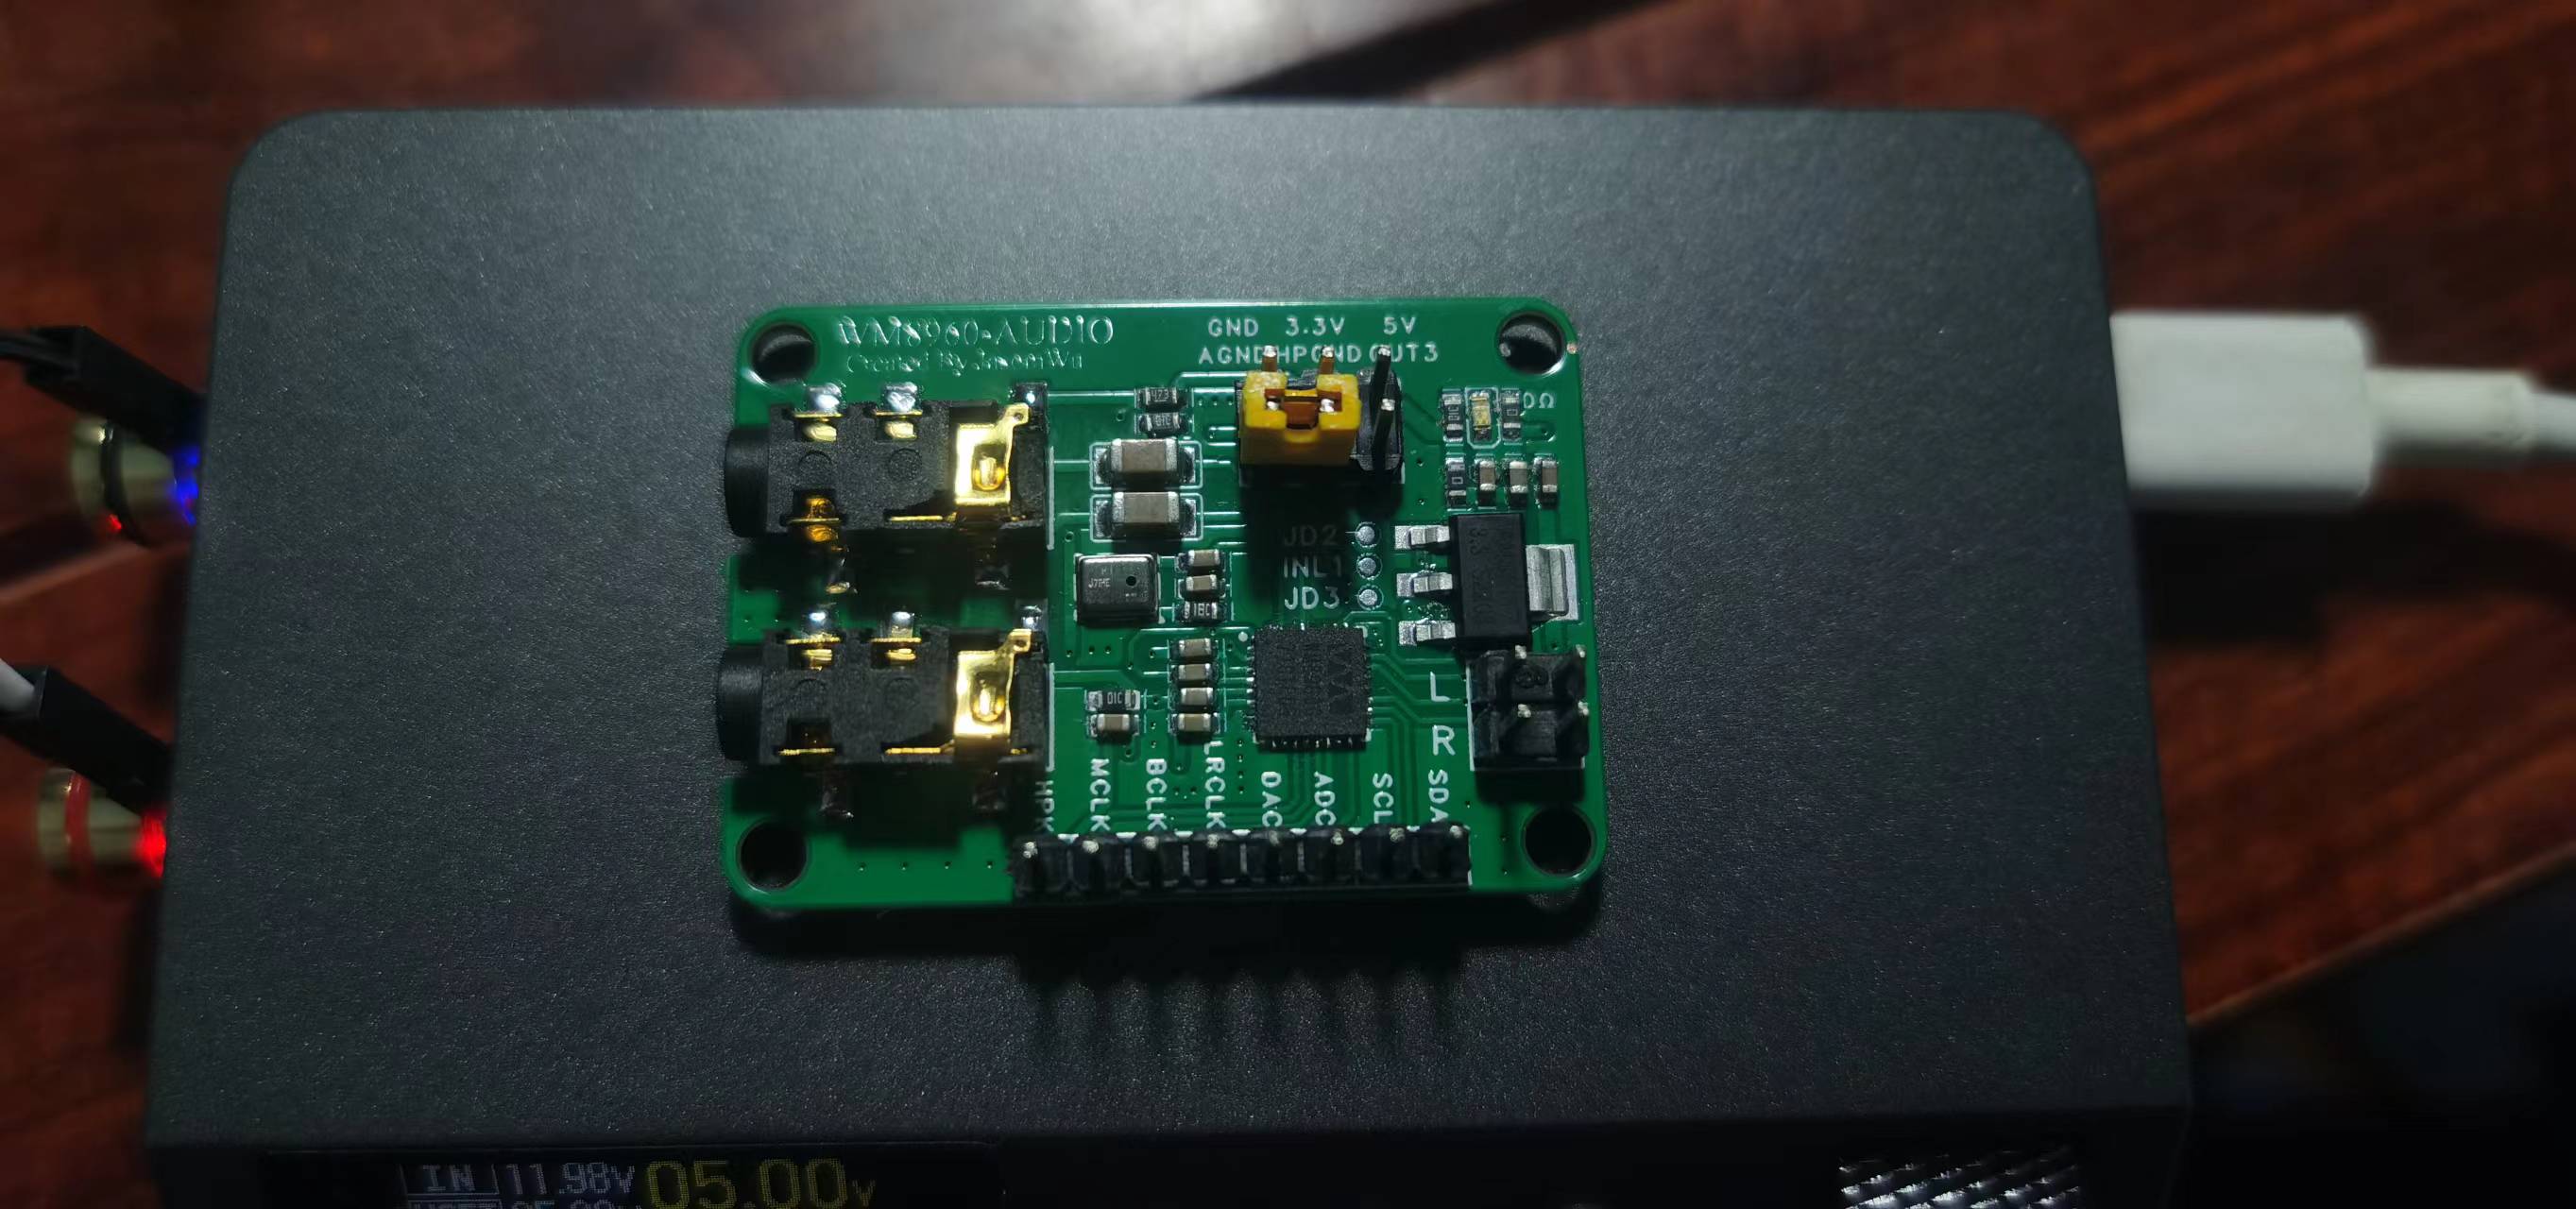 WM8960-AUDIO
GND 3.3V 5V
AGND HPGND OUT3
0Ω
JD2
INL1
JD3
L
R
MCLK
BCLK
LRCLK
DAC
ADC
SCL
SDA
IN 11.98V 05.00V